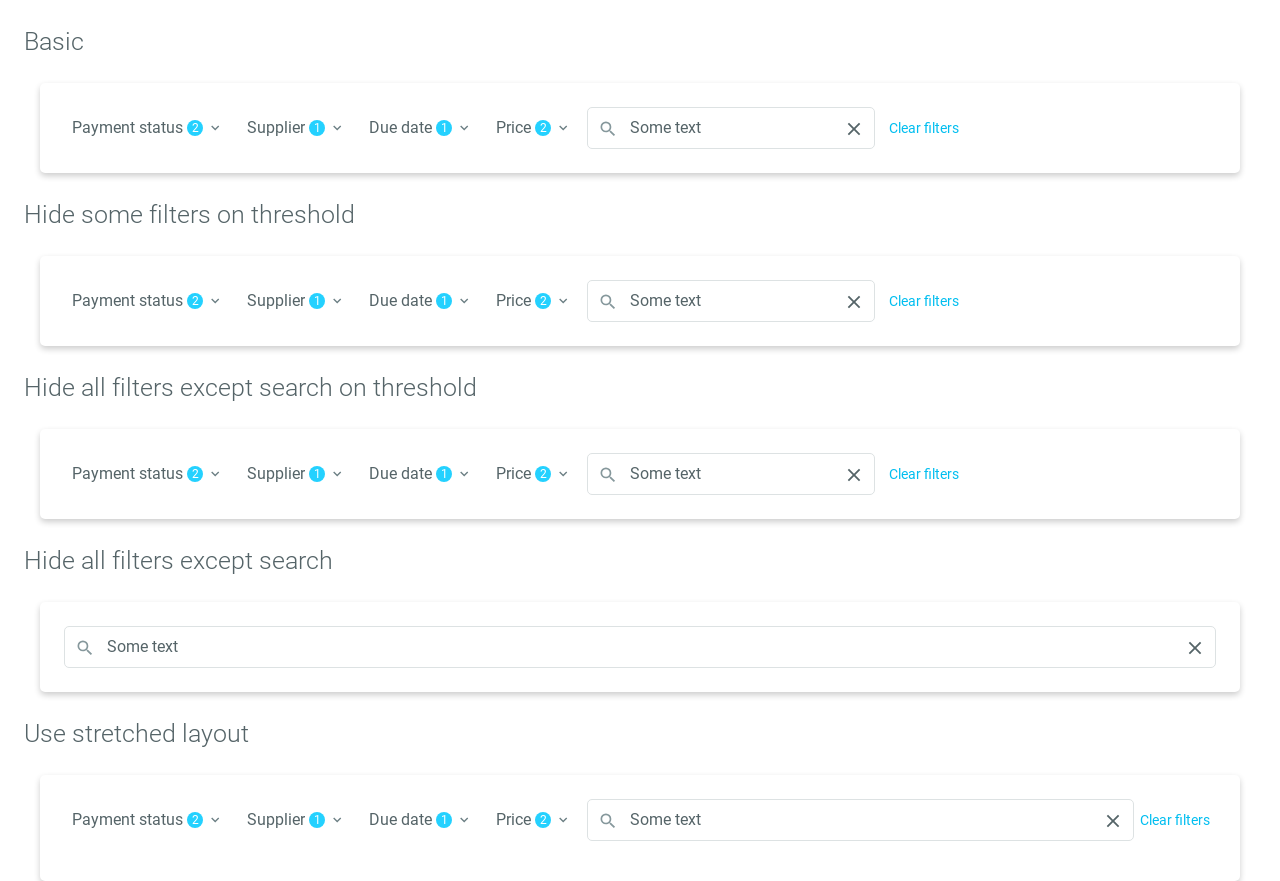 Basic
Payment status 2 Supplier 1 Due date 1 Price 2 Some text Clear filters
Hide some filters on threshold
Payment status 2 Supplier 1 Due date 1 Price 2 Some text Clear filters
Hide all filters except search on threshold
Payment status 2 Supplier 1 Due date 1 Price 2 Some text Clear filters
Hide all filters except search
Some text
Use stretched layout
Payment status 2 Supplier 1 Due date 1 Price 2 Some text Clear filters